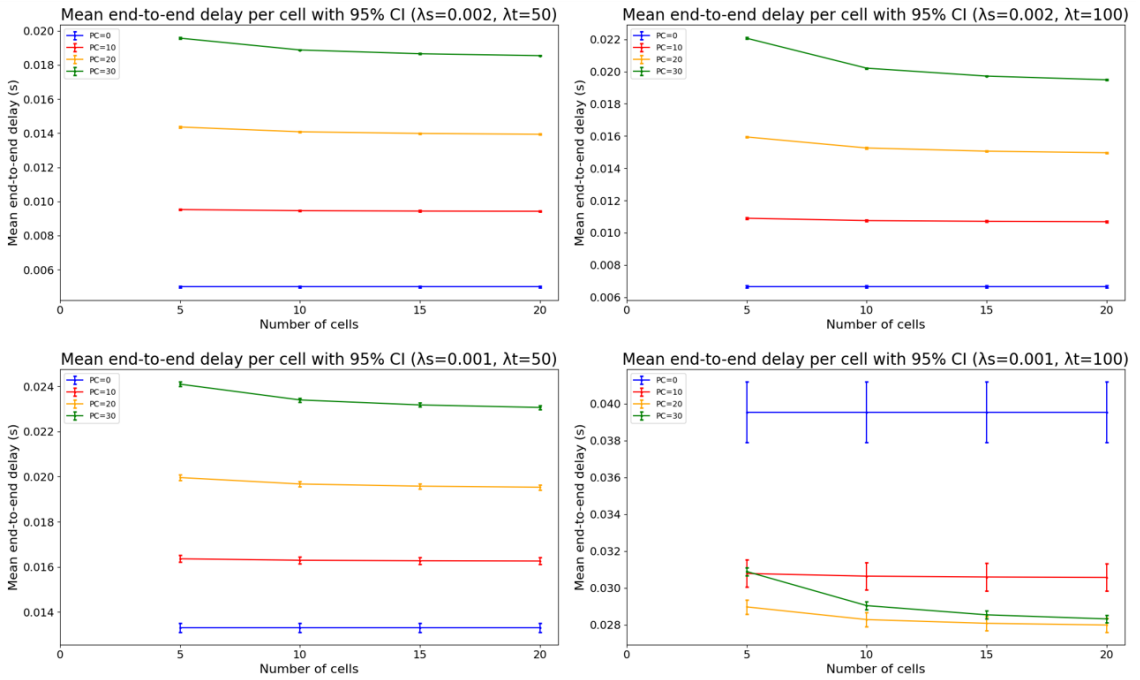 Mean end-to-end delay per cell with 95% CI (λs=0.002, λt=50)
Mean end-to-end delay (s)
0.020
0.018
0.016
0.014
0.012
0.010
0.008
0.006
PC=0
PC=10
PC=20
PC=30
0 5 10 15 20
Number of cells
Mean end-to-end delay per cell with 95% CI (λs=0.002, λt=100)
Mean end-to-end delay (s)
0.022
0.020
0.018
0.016
0.014
0.012
0.010
0.008
0.006
PC=0
PC=10
PC=20
PC=30
0 5 10 15 20
Number of cells
Mean end-to-end delay per cell with 95% CI (λs=0.001, λt=50)
Mean end-to-end delay (s)
0.024
0.022
0.020
0.018
0.016
0.014
PC=0
PC=10
PC=20
PC=30
0 5 10 15 20
Number of cells
Mean end-to-end delay per cell with 95% CI (λs=0.001, λt=100)
Mean end-to-end delay (s)
0.040
0.038
0.036
0.034
0.032
0.030
0.028
PC=0
PC=10
PC=20
PC=30
0 5 10 15 20
Number of cells